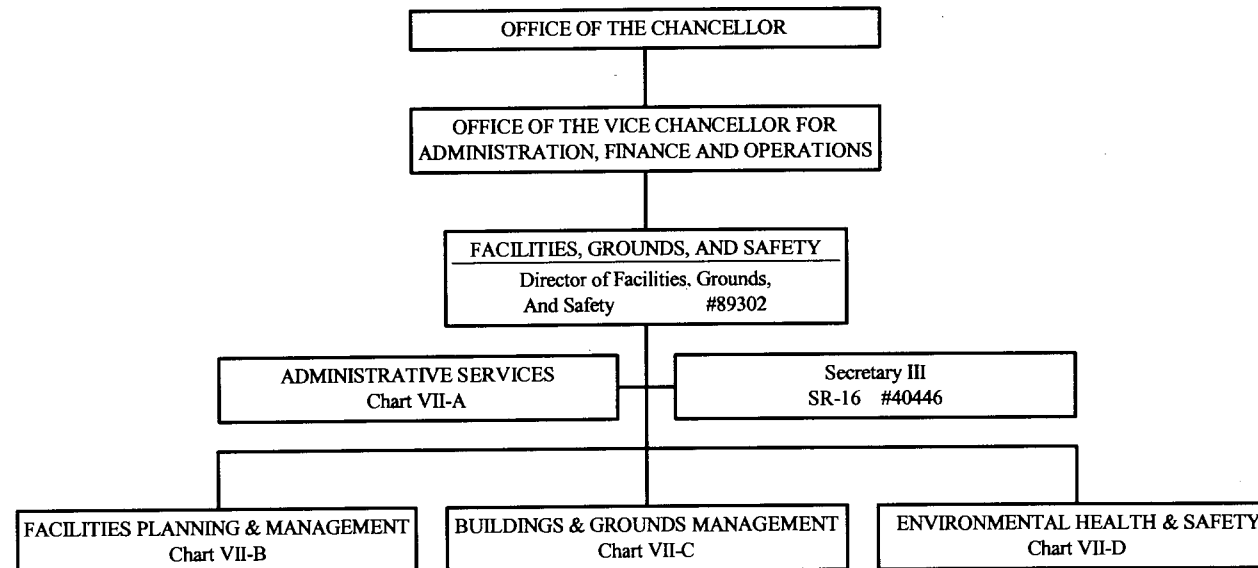 OFFICE OF THE CHANCELLOR
OFFICE OF THE VICE CHANCELLOR FOR
ADMINISTRATION, FINANCE AND OPERATIONS
FACILITIES, GROUNDS, AND SAFETY
Director of Facilities, Grounds,
And Safety #89302
ADMINISTRATIVE SERVICES
Chart VII-A
Secretary III
SR-16 #40446
FACILITIES PLANNING & MANAGEMENT
Chart VII-B
BUILDINGS & GROUNDS MANAGEMENT
Chart VII-C
ENVIRONMENTAL HEALTH & SAFETY
Chart VII-D